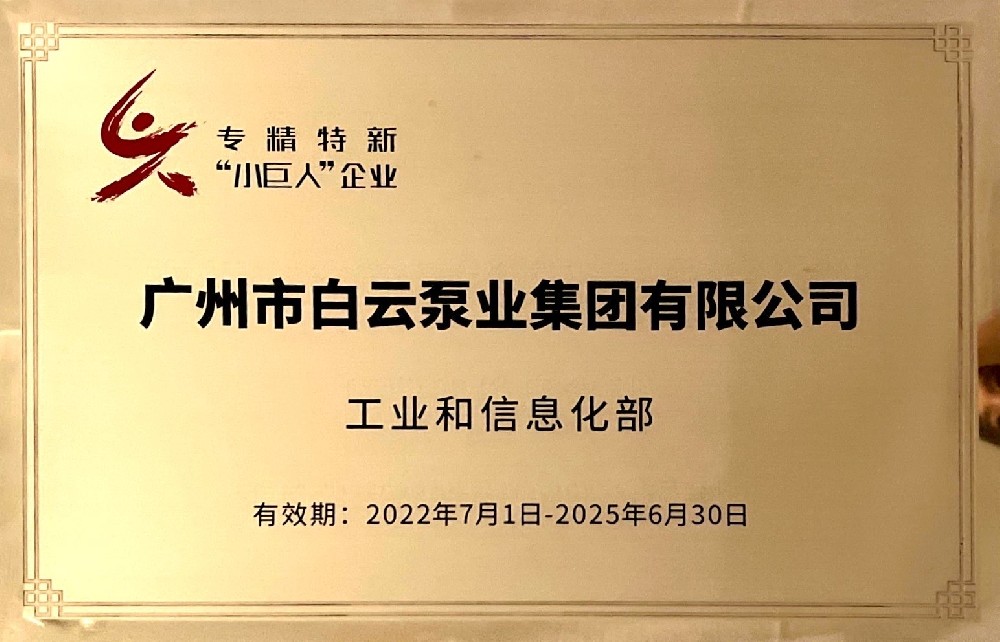 专精特新
“小巨人”企业
广州市白云泵业集团有限公司
工业和信息化部
有效期：2022年7月1日-2025年6月30日